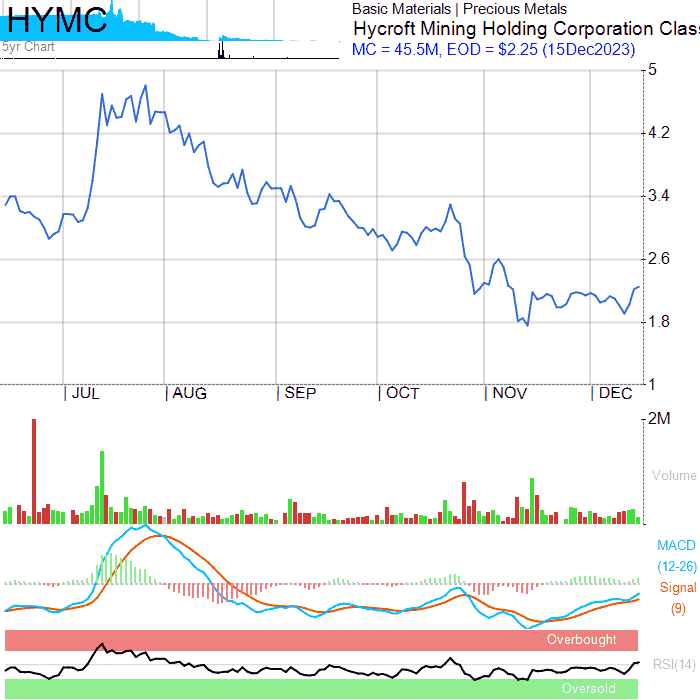 HYMC
5yr Chart
Basic Materials | Precious Metals
Hycroft Mining Holding Corporation Clas
MC = 45.5M, EOD = $2.25 (15Dec2023)
5
4.2
3.4
2.6
1.8
1
JUL
AUG
SEP
OCT
NOV
DEC
2M
Volume
MACD
(12-26)
Signal
(9)
Overbought
RSI(14)
Oversold